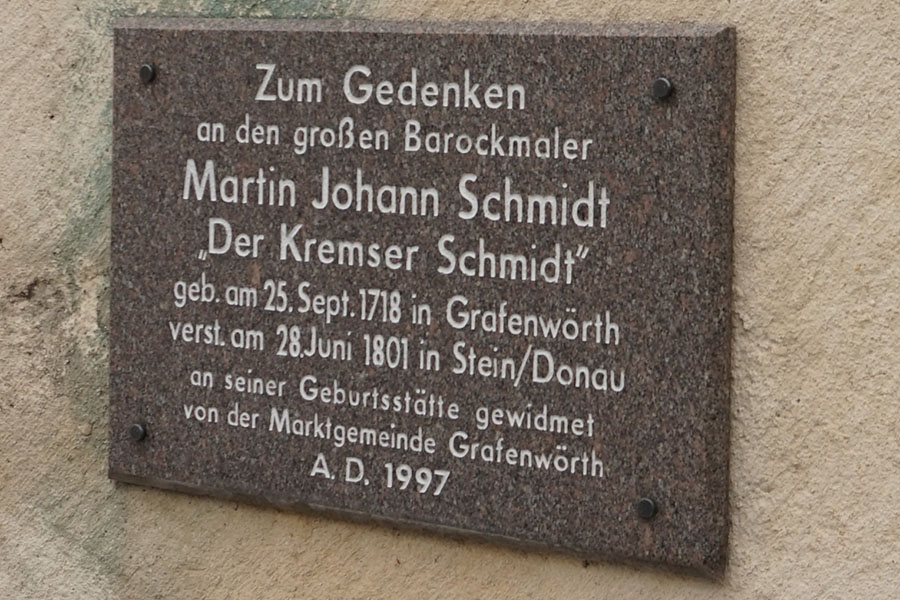 Zum Gedenken
an den großen Barockmaler
Martin Johann Schmidt
„Der Kremser Schmidt“
geb. am 25. Sept. 1718 in Grafenwörth
verst. am 28. Juni 1801 in Stein/Donau
an seiner Geburtsstätte gewidmet
von der Marktgemeinde Grafenwörth
A. D. 1997